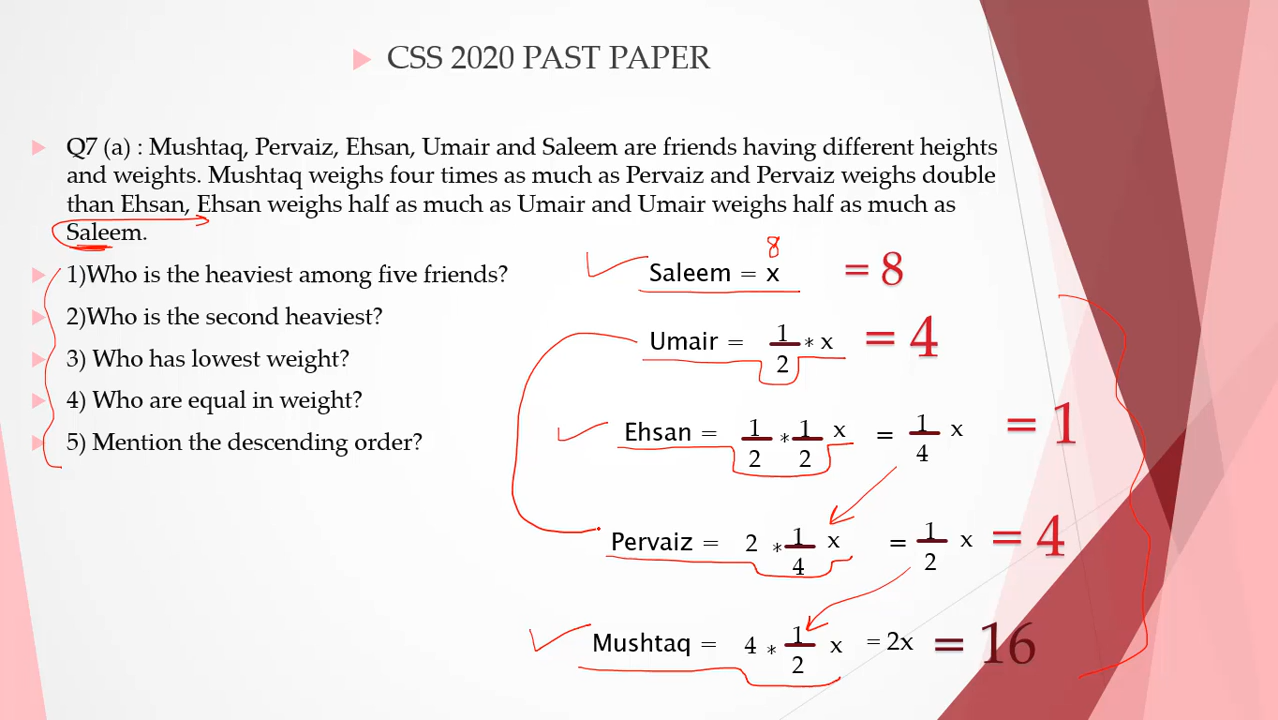 CSS 2020 PAST PAPER
Q7 (a) : Mushtaq, Pervaiz, Ehsan, Umair and Saleem are friends having different heights
and weights. Mushtaq weighs four times as much as Pervaiz and Pervaiz weighs double
than Ehsan, Ehsan weighs half as much as Umair and Umair weighs half as much as
Saleem.
1)Who is the heaviest among five friends?
2)Who is the second heaviest?
3) Who has lowest weight?
4) Who are equal in weight?
5) Mention the descending order?
8
Saleem = x = 8
Umair = 1/2 * x = 4
Ehsan = 1/2 * 1/2 x = 1/4 x = 1
Pervaiz = 2 * 1/4 x = 1/2 x = 4
Mushtaq = 4 * 1/2 x = 2x = 16